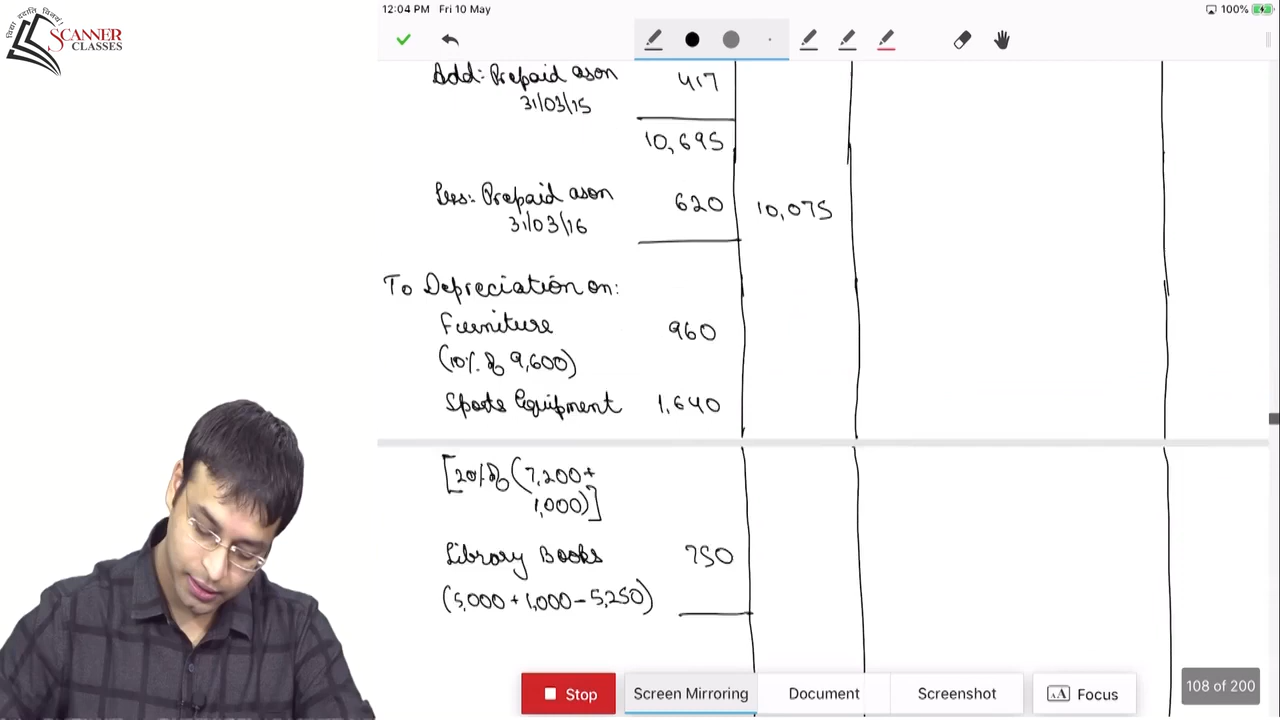 विद्या ददाति विनयं।
SCANNER
CLASSES
12:04 PM Fri 10 May
100%
Add: Prepaid as on 417
31/03/15
10,695
Less: Prepaid as on 620 10,075
31/03/16
To Depreciation on:
Furniture 960
(10% of 9,600)
Sports Equipment 1,640
[20% of (7,200+
1,000)]
Library Books 750
(5,000 + 1,000 - 5,250)
Stop Screen Mirroring Document Screenshot AA Focus
108 of 200